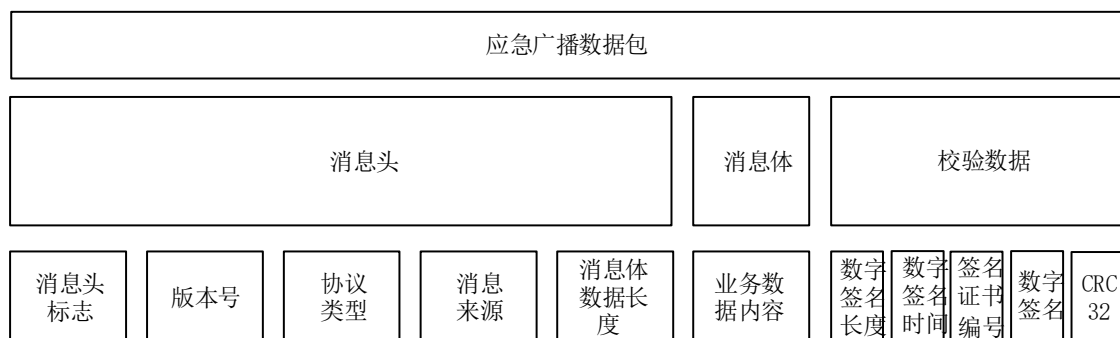 应急广播数据包
消息头
消息体
校验数据
消息头
标志
版本号
协议
类型
消息
来源
消息体
数据长
度
业务数
据内容
数字
签名
长度
数字
签名
时间
签名
证书
编号
数字
签名
CRC
32